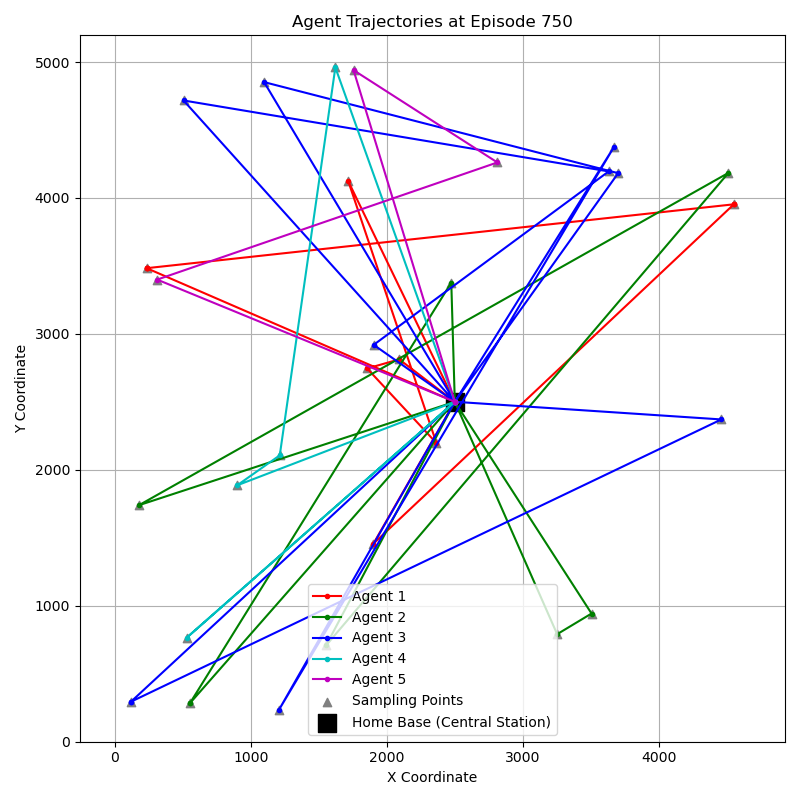 Agent Trajectories at Episode 750
Y Coordinate
5000
4000
3000
2000
1000
0
Agent 1
Agent 2
Agent 3
Agent 4
Agent 5
Sampling Points
Home Base (Central Station)
0 1000 2000 3000 4000
X Coordinate